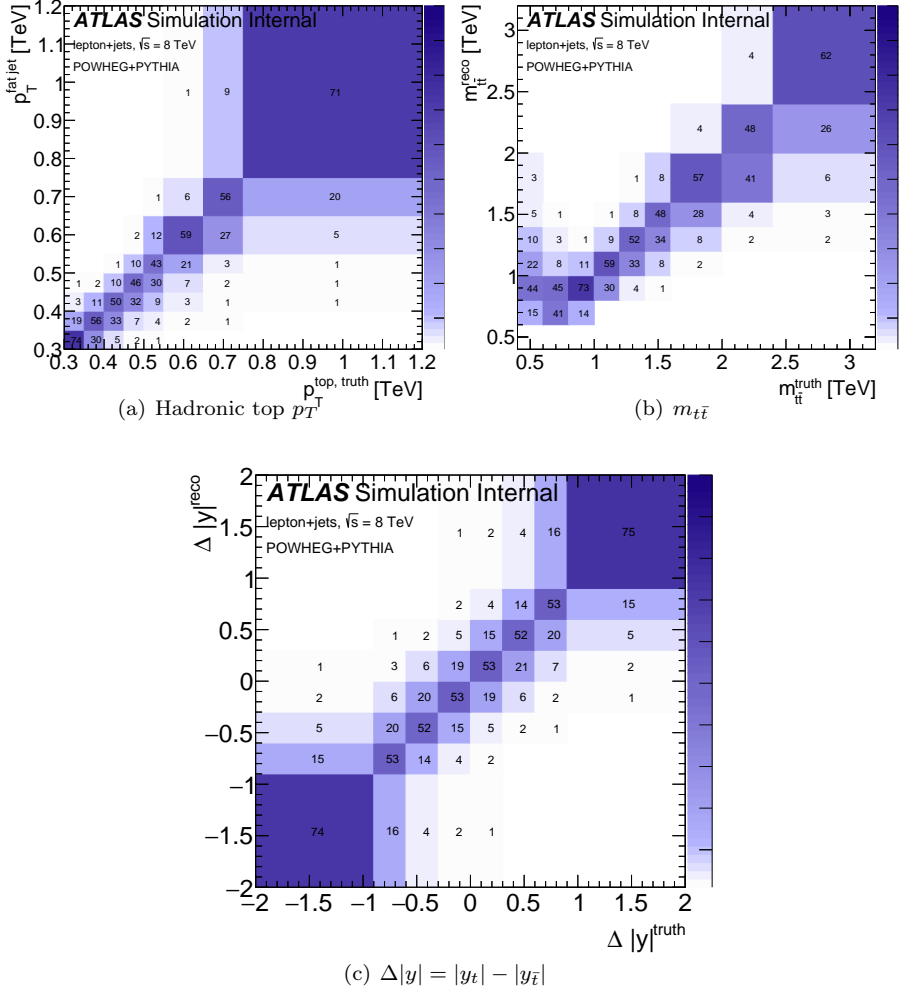 ATLAS Simulation Internal
lepton+jets, √s = 8 TeV
POWHEG+PYTHIA
p_T^fat jet [TeV]
1.2
1.1
1
0.9
0.8
0.7
0.6
0.5
0.4
0.3
1 9 71
1 6 56 20
2 12 59 27 5
1 10 43 21 3 1
1 2 10 46 30 7 2 1
3 11 50 32 9 3 1 1
19 56 33 7 4 2 1
74 30 5 2 1
0.3 0.4 0.5 0.6 0.7 0.8 0.9 1 1.1 1.2
p_T^top, truth [TeV]
(a) Hadronic top p_T
ATLAS Simulation Internal
lepton+jets, √s = 8 TeV
POWHEG+PYTHIA
m_tt̄^reco [TeV]
3
2.5
2
1.5
1
0.5
4 62
4 48 26
3 1 8 57 41 6
5 1 1 8 48 28 4 3
10 3 1 9 52 34 8 2 2
22 8 11 59 33 8 2
44 45 73 30 4 1
15 41 14
0.5 1 1.5 2 2.5 3
m_tt̄^truth [TeV]
(b) m_tt̄
ATLAS Simulation Internal
lepton+jets, √s = 8 TeV
POWHEG+PYTHIA
Δ |y|^reco
2
1.5
1
0.5
0
−0.5
−1
−1.5
−2
1 2 4 16 75
2 4 14 53 15
1 2 5 15 52 20 5
1 3 6 19 53 21 7 2
2 6 20 53 19 6 2 1
5 20 52 15 5 2 1
15 53 14 4 2
74 16 4 2 1
−2 −1.5 −1 −0.5 0 0.5 1 1.5 2
Δ |y|^truth
(c) Δ|y| = |y_t| − |y_t̄|